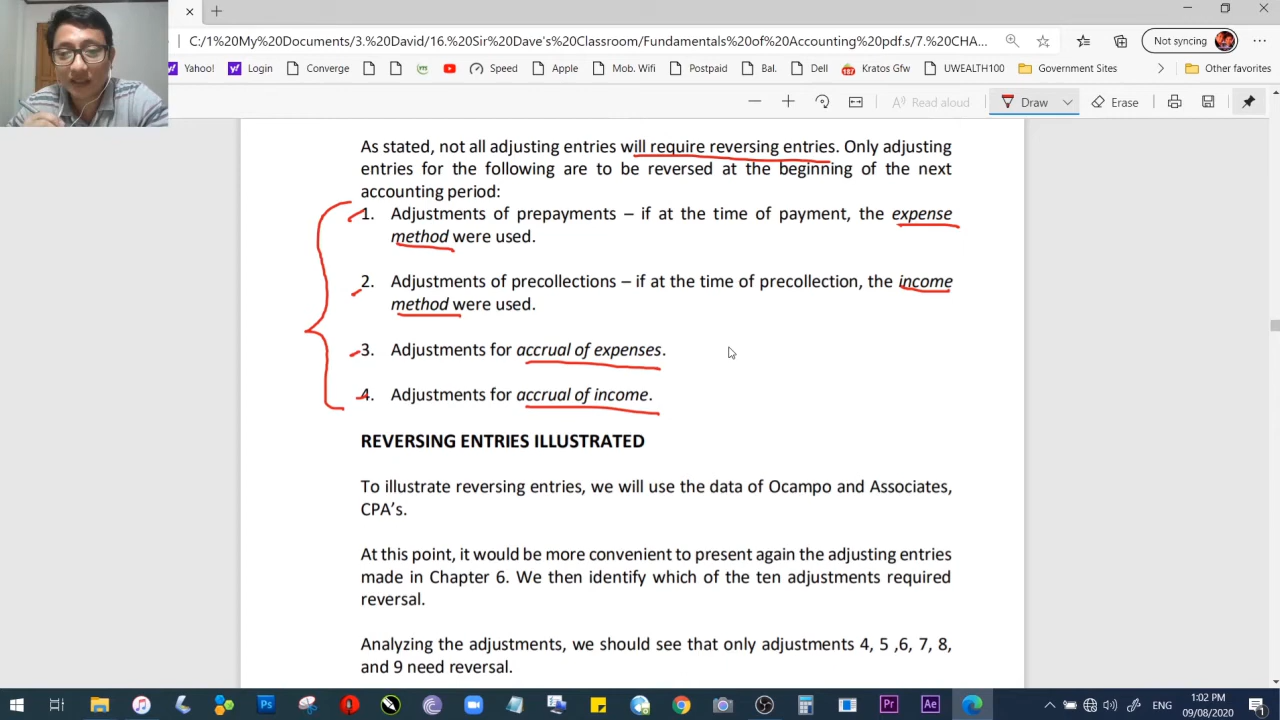 C:/1%20My%20Documents/3.%20David/16.%20Sir%20Dave's%20Classroom/Fundamentals%20of%20Accounting%20pdf.s/7.%20CHA...
Not syncing
Yahoo!
Login
Converge
Speed
Apple
Mob. Wifi
Postpaid
Bal.
Dell
Kratos Gfw
UWEALTH100
Government Sites
Other favorites
Read aloud
Draw
Erase
As stated, not all adjusting entries will require reversing entries. Only adjusting
entries for the following are to be reversed at the beginning of the next
accounting period:
1. Adjustments of prepayments – if at the time of payment, the expense
method were used.
2. Adjustments of precollections – if at the time of precollection, the income
method were used.
3. Adjustments for accrual of expenses.
4. Adjustments for accrual of income.
REVERSING ENTRIES ILLUSTRATED
To illustrate reversing entries, we will use the data of Ocampo and Associates,
CPA's.
At this point, it would be more convenient to present again the adjusting entries
made in Chapter 6. We then identify which of the ten adjustments required
reversal.
Analyzing the adjustments, we should see that only adjustments 4, 5 ,6, 7, 8,
and 9 need reversal.
1:02 PM
09/08/2020